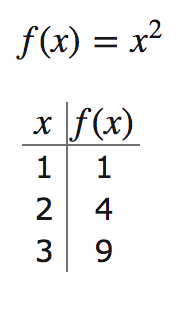 f(x) = x²
x f(x)
1 1
2 4
3 9